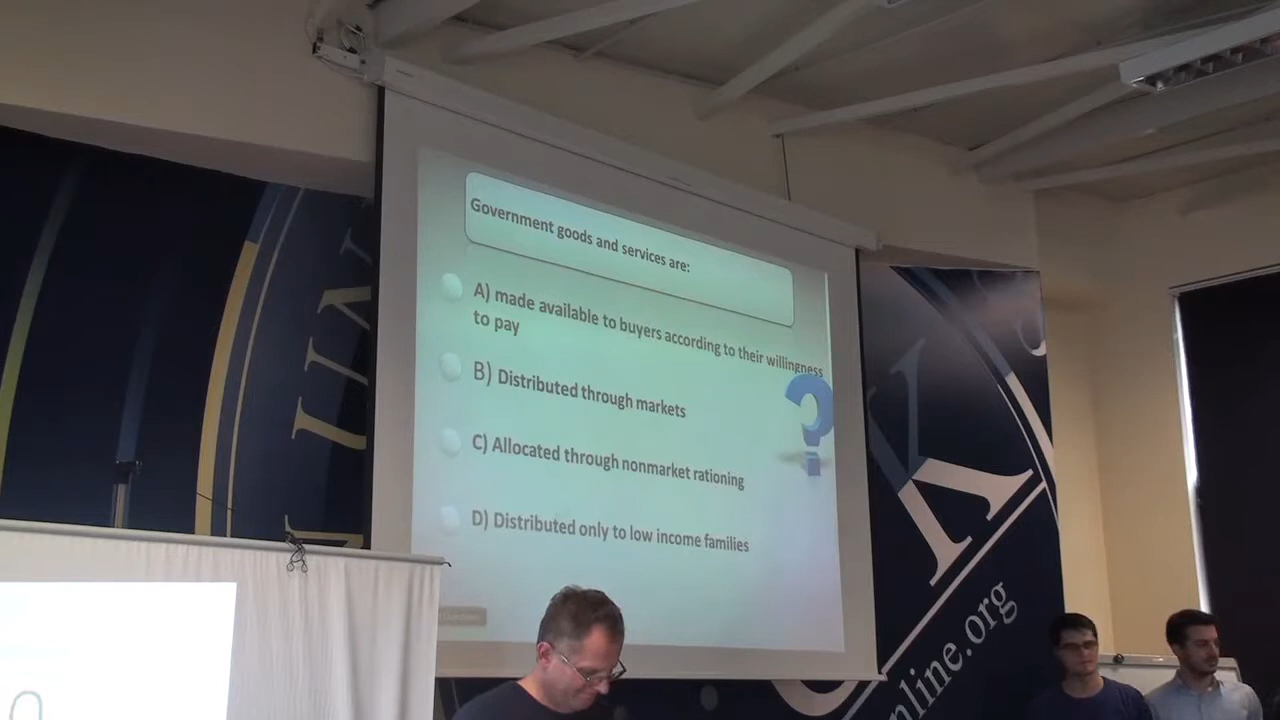 Government goods and services are:
A) made available to buyers according to their willingness
to pay
B) Distributed through markets
C) Allocated through nonmarket rationing
D) Distributed only to low income families
?
nline.org